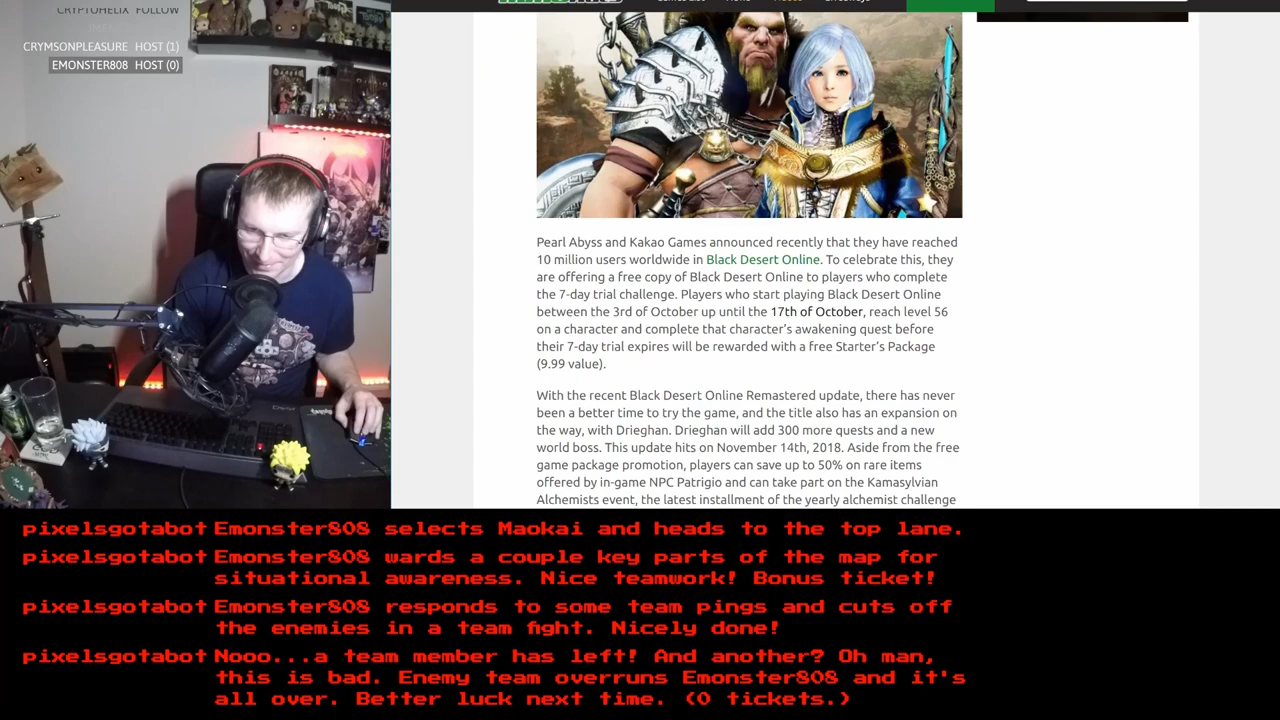 CRYPTOHELIX FOLLOW
CRYMSONPLEASURE HOST (1)
EMONSTER808 HOST (0)
Pearl Abyss and Kakao Games announced recently that they have reached
10 million users worldwide in Black Desert Online. To celebrate this, they
are offering a free copy of Black Desert Online to players who complete
the 7-day trial challenge. Players who start playing Black Desert Online
between the 3rd of October up until the 17th of October, reach level 56
on a character and complete that character's awakening quest before
their 7-day trial expires will be rewarded with a free Starter's Package
(9.99 value).
With the recent Black Desert Online Remastered update, there has never
been a better time to try the game, and the title also has an expansion on
the way, with Drieghan. Drieghan will add 300 more quests and a new
world boss. This update hits on November 14th, 2018. Aside from the free
game package promotion, players can save up to 50% on rare items
offered by in-game NPC Patrigio and can take part on the Kamasylvian
Alchemists event, the latest installment of the yearly alchemist challenge
pixelsgotabot Emonster808 selects Maokai and heads to the top lane.
pixelsgotabot Emonster808 wards a couple key parts of the map for
situational awareness. Nice teamwork! Bonus ticket!
pixelsgotabot Emonster808 responds to some team pings and cuts off
the enemies in a team fight. Nicely done!
pixelsgotabot Nooo...a team member has left! And another? Oh man,
this is bad. Enemy team overruns Emonster808 and it's
all over. Better luck next time. (0 tickets.)